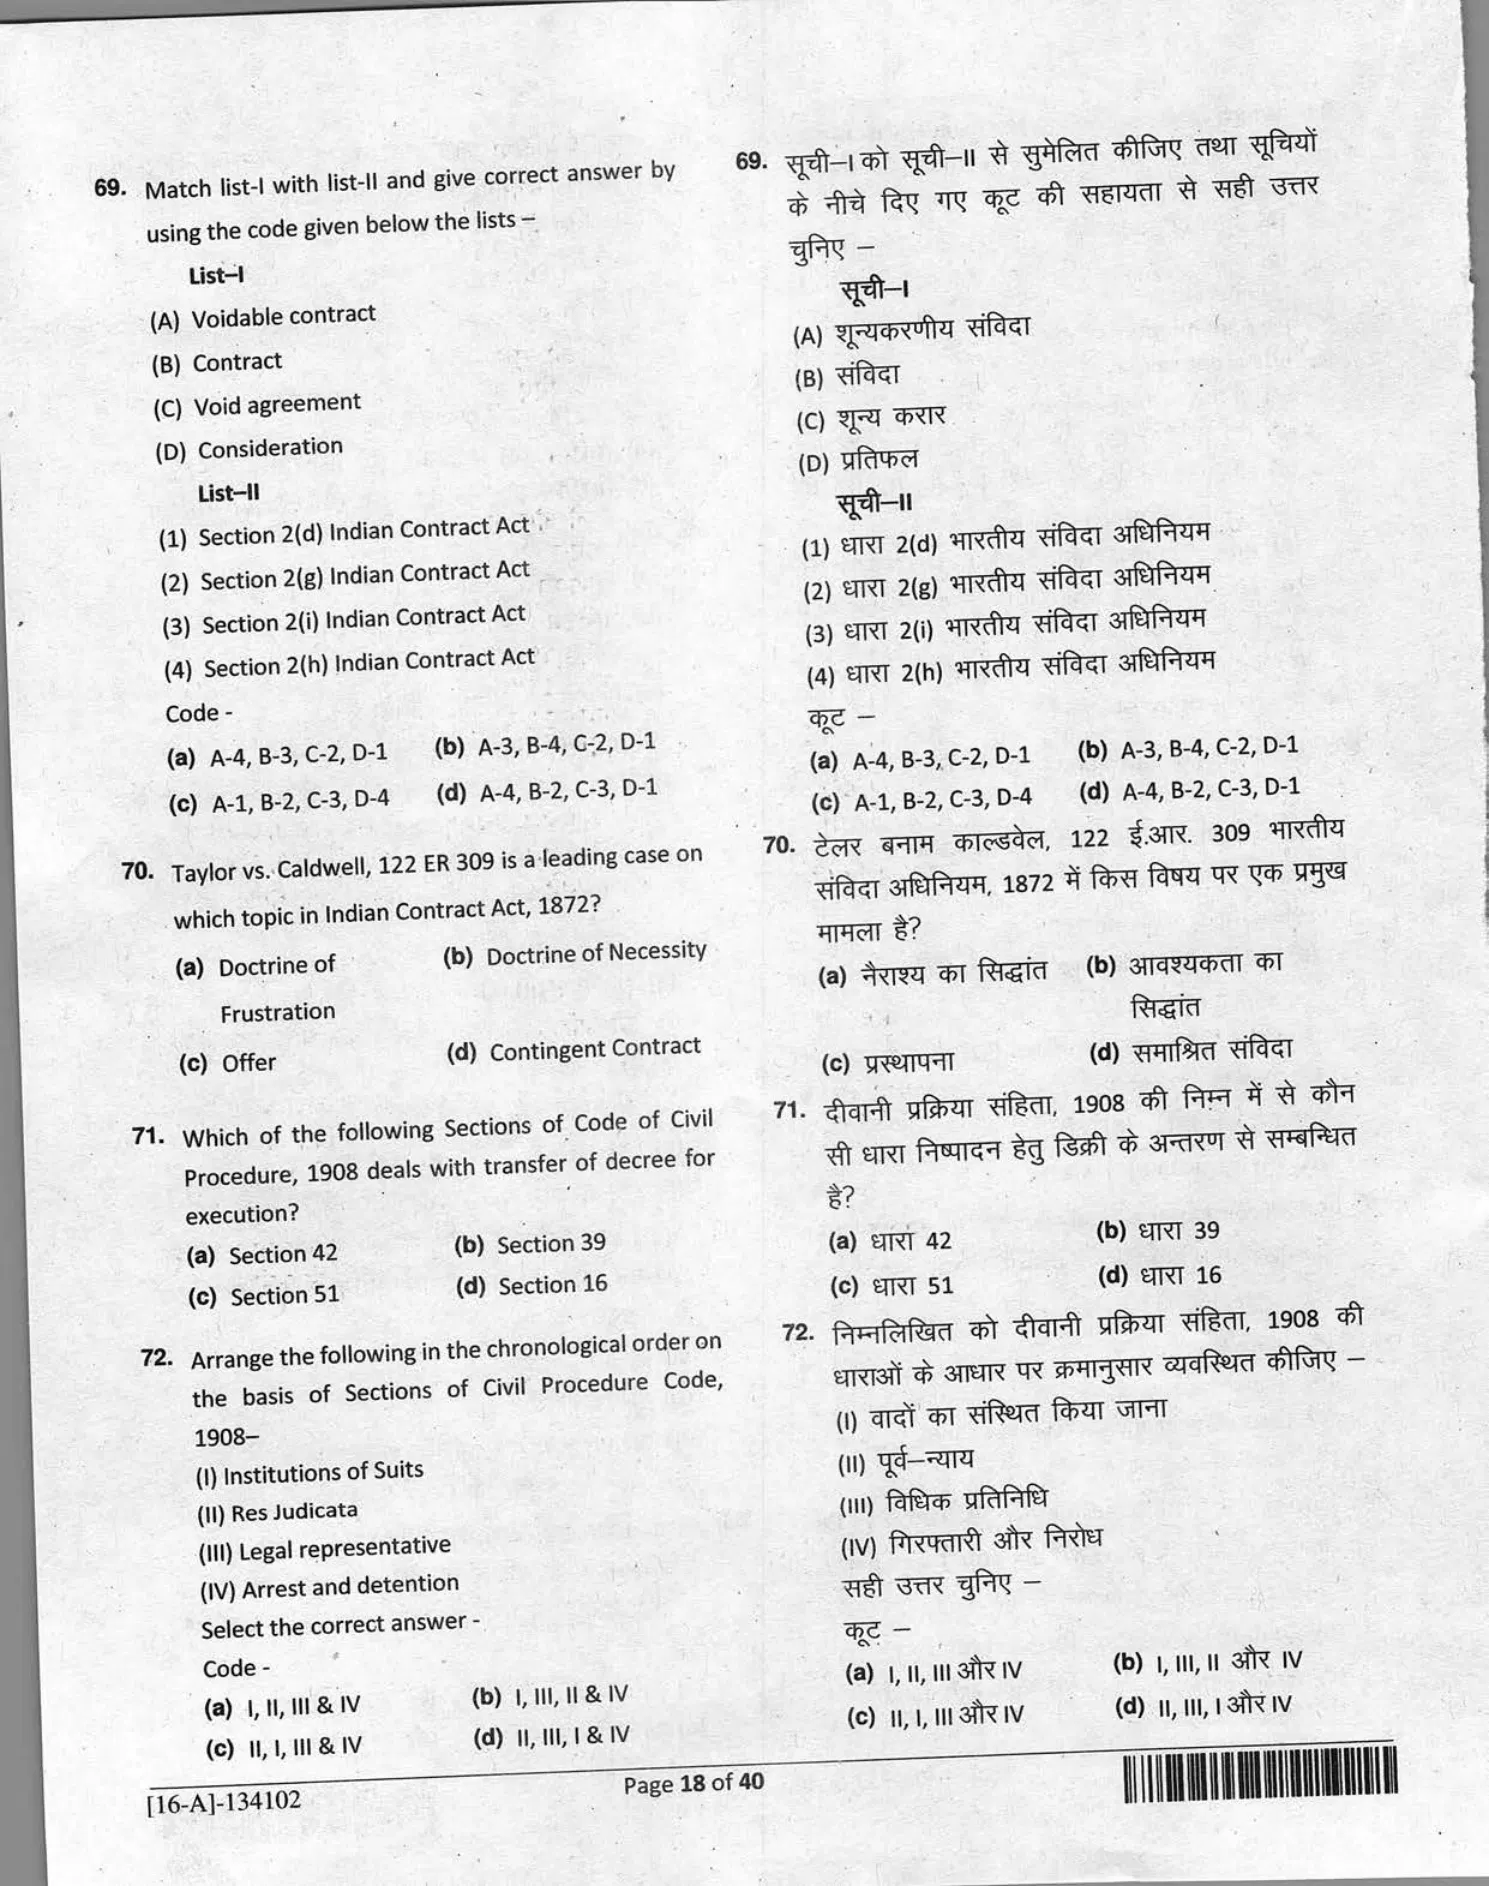 69. Match list-I with list-II and give correct answer by
using the code given below the lists –
List–I
(A) Voidable contract
(B) Contract
(C) Void agreement
(D) Consideration
List–II
(1) Section 2(d) Indian Contract Act
(2) Section 2(g) Indian Contract Act
(3) Section 2(i) Indian Contract Act
(4) Section 2(h) Indian Contract Act
Code -
(a) A-4, B-3, C-2, D-1 (b) A-3, B-4, C-2, D-1
(c) A-1, B-2, C-3, D-4 (d) A-4, B-2, C-3, D-1
70. Taylor vs. Caldwell, 122 ER 309 is a leading case on
which topic in Indian Contract Act, 1872?
(a) Doctrine of (b) Doctrine of Necessity
Frustration
(c) Offer (d) Contingent Contract
71. Which of the following Sections of Code of Civil
Procedure, 1908 deals with transfer of decree for
execution?
(a) Section 42 (b) Section 39
(c) Section 51 (d) Section 16
72. Arrange the following in the chronological order on
the basis of Sections of Civil Procedure Code,
1908–
(I) Institutions of Suits
(II) Res Judicata
(III) Legal representative
(IV) Arrest and detention
Select the correct answer -
Code -
(a) I, II, III & IV (b) I, III, II & IV
(c) II, I, III & IV (d) II, III, I & IV
69. सूची–I को सूची–II से सुमेलित कीजिए तथा सूचियों
के नीचे दिए गए कूट की सहायता से सही उत्तर
चुनिए –
सूची–I
(A) शून्यकरणीय संविदा
(B) संविदा
(C) शून्य करार
(D) प्रतिफल
सूची–II
(1) धारा 2(d) भारतीय संविदा अधिनियम
(2) धारा 2(g) भारतीय संविदा अधिनियम
(3) धारा 2(i) भारतीय संविदा अधिनियम
(4) धारा 2(h) भारतीय संविदा अधिनियम
कूट –
(a) A-4, B-3, C-2, D-1 (b) A-3, B-4, C-2, D-1
(c) A-1, B-2, C-3, D-4 (d) A-4, B-2, C-3, D-1
70. टेलर बनाम काल्डवेल, 122 ई.आर. 309 भारतीय
संविदा अधिनियम, 1872 में किस विषय पर एक प्रमुख
मामला है?
(a) नैराश्य का सिद्धांत (b) आवश्यकता का
सिद्धांत
(c) प्रस्थापना (d) समाश्रित संविदा
71. दीवानी प्रक्रिया संहिता, 1908 की निम्न में से कौन
सी धारा निष्पादन हेतु डिक्री के अन्तरण से सम्बन्धित
है?
(a) धारा 42 (b) धारा 39
(c) धारा 51 (d) धारा 16
72. निम्नलिखित को दीवानी प्रक्रिया संहिता, 1908 की
धाराओं के आधार पर क्रमानुसार व्यवस्थित कीजिए –
(I) वादों का संस्थित किया जाना
(II) पूर्व–न्याय
(III) विधिक प्रतिनिधि
(IV) गिरफ्तारी और निरोध
सही उत्तर चुनिए –
कूट –
(a) I, II, III और IV (b) I, III, II और IV
(c) II, I, III और IV (d) II, III, I और IV
[16-A]-134102 Page 18 of 40